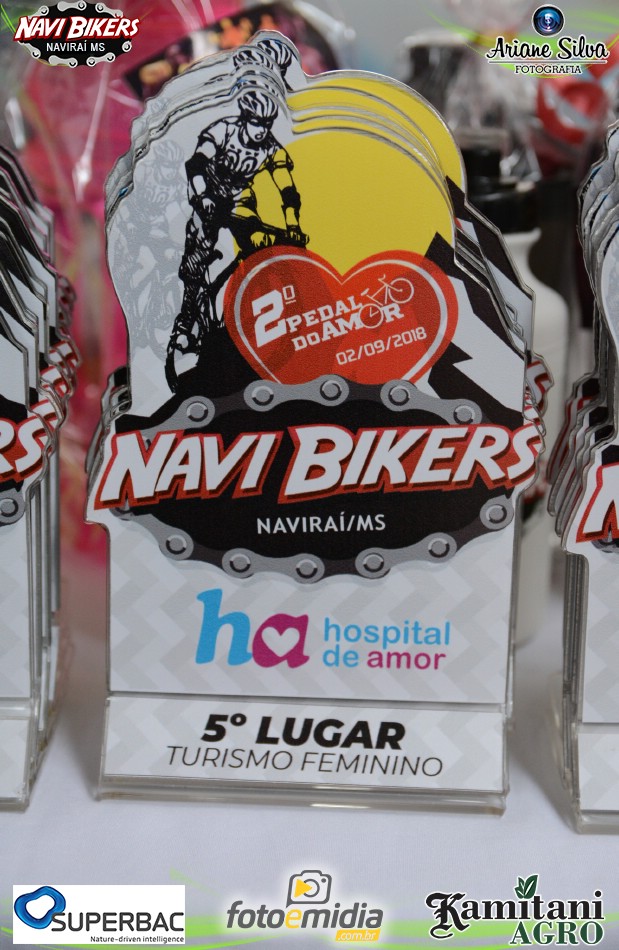 NAVI BIKERS
NAVIRAÍ MS
Ariane Silva
FOTOGRAFIA
2º PEDAL
DO AMOR
02/09/2018
NAVI BIKERS
NAVIRAÍ/MS
RS
N
ha hospital
de amor
5º LUGAR
TURISMO FEMININO
SUPERBAC
Nature-driven intelligence
fotoemidia
.com.br
Kamitani
AGRO